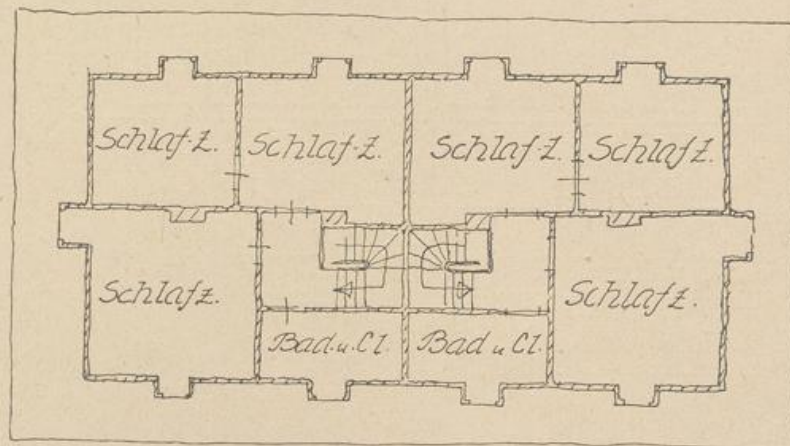 Schlaf-Z.
Schlaf-Z.
Schlaf-Z.
Schlaf Z.
Schlafz.
Schlafz.
Bad.u.Cl.
Bad u Cl.